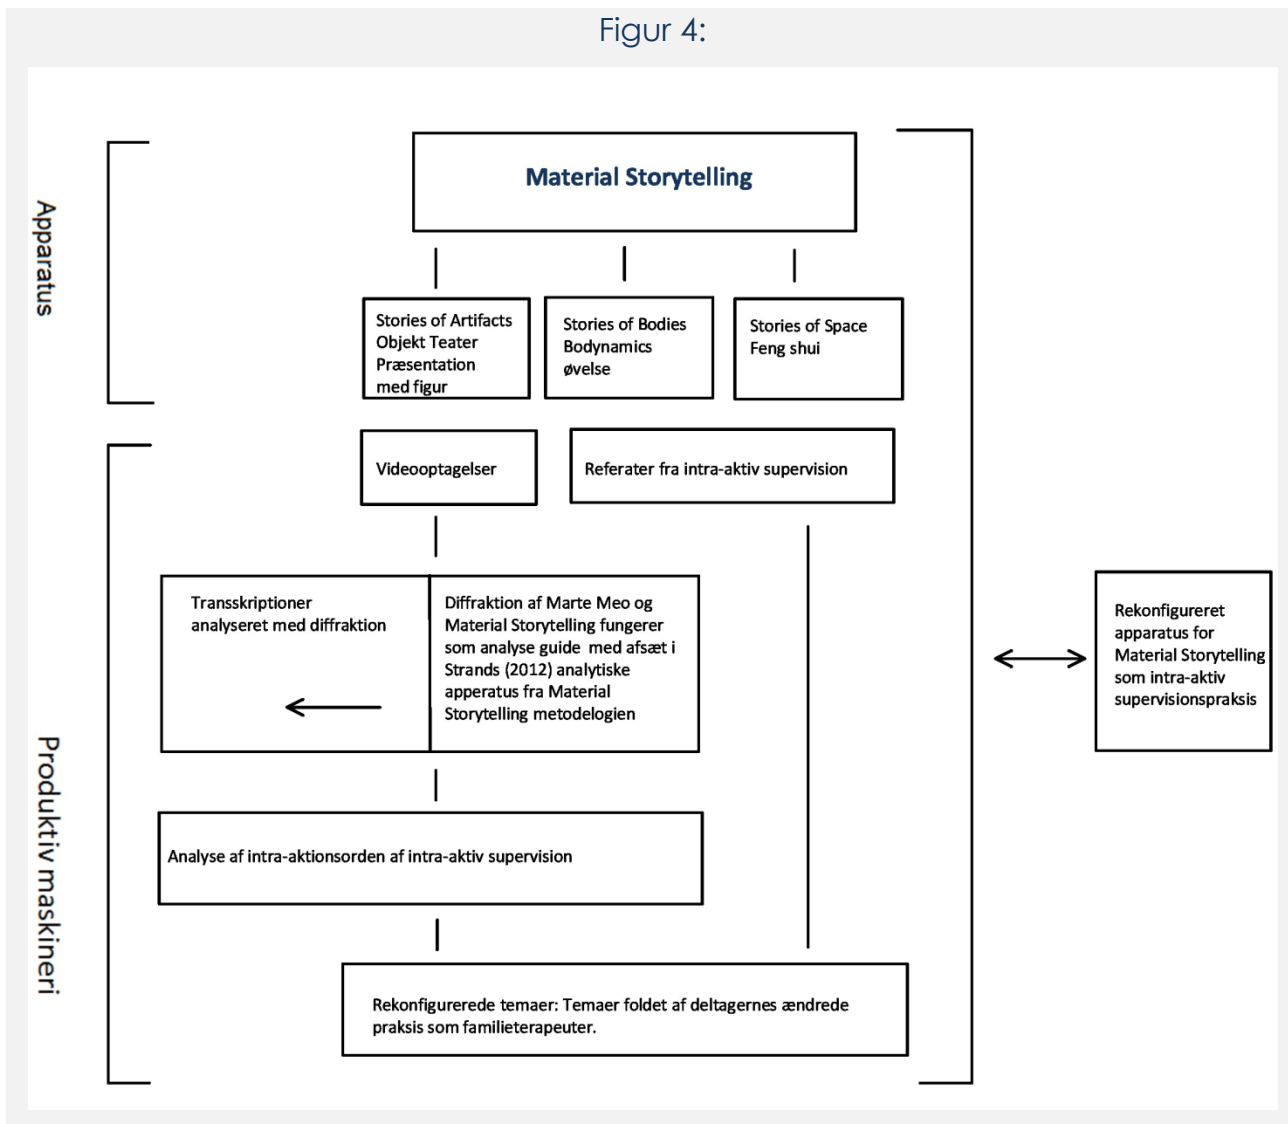 Figur 4:
Apparatus
Material Storytelling
Stories of Artifacts
Objekt Teater
Præsentation
med figur
Stories of Bodies
Bodynamics
øvelse
Stories of Space
Feng shui
Produktiv maskineri
Videooptagelser
Referater fra intra-aktiv supervision
Transskriptioner
analyseret med diffraktion
Diffraktion af Marte Meo og
Material Storytelling fungerer
som analyse guide med afsæt i
Strands (2012) analytiske
apparatus fra Material
Storytelling metodelogien
Analyse af intra-aktionsorden af intra-aktiv supervision
Rekonfigurerede temaer: Temaer foldet af deltagernes ændrede
praksis som familieterapeuter.
Rekonfigureret
apparatus for
Material Storytelling
som intra-aktiv
supervisionspraksis